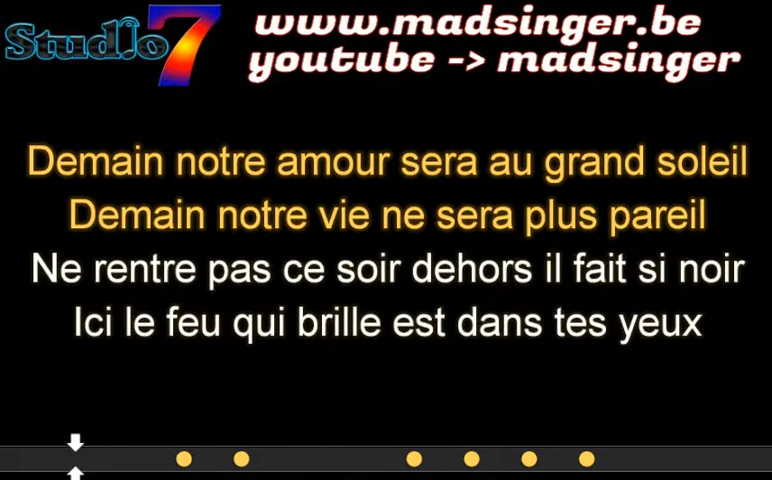 Studio 7
www.madsinger.be
youtube -> madsinger
Demain notre amour sera au grand soleil
Demain notre vie ne sera plus pareil
Ne rentre pas ce soir dehors il fait si noir
Ici le feu qui brille est dans tes yeux